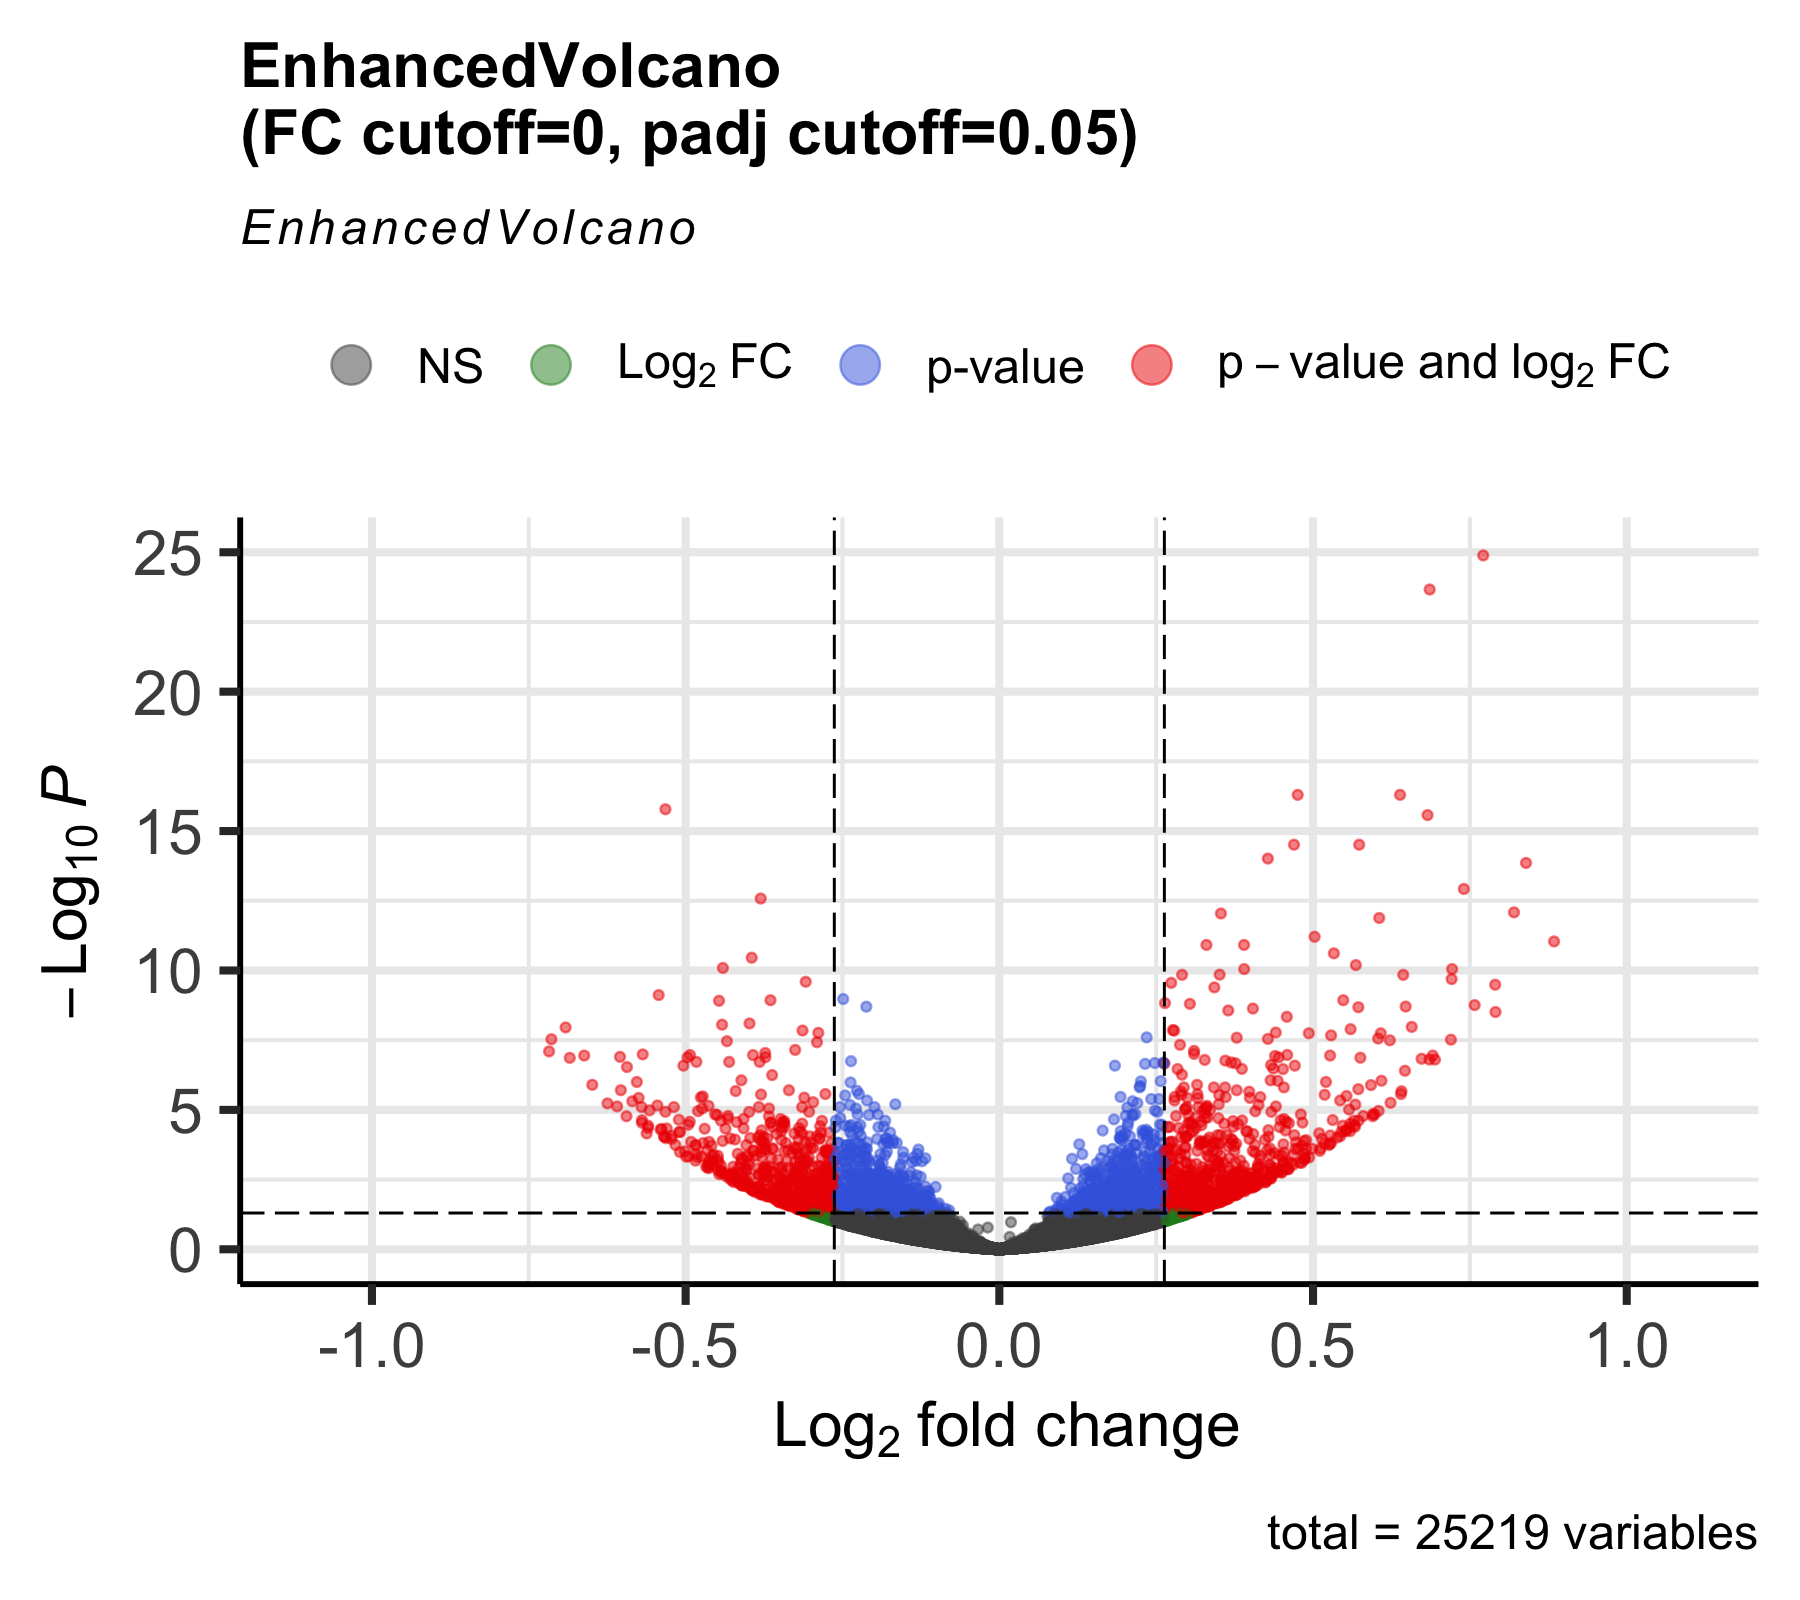 EnhancedVolcano
(FC cutoff=0, padj cutoff=0.05)
EnhancedVolcano
NS Log₂ FC p-value p – value and log₂ FC
25
20
15
10
5
0
–Log₁₀ P
-1.0 -0.5 0.0 0.5 1.0
Log₂ fold change
total = 25219 variables